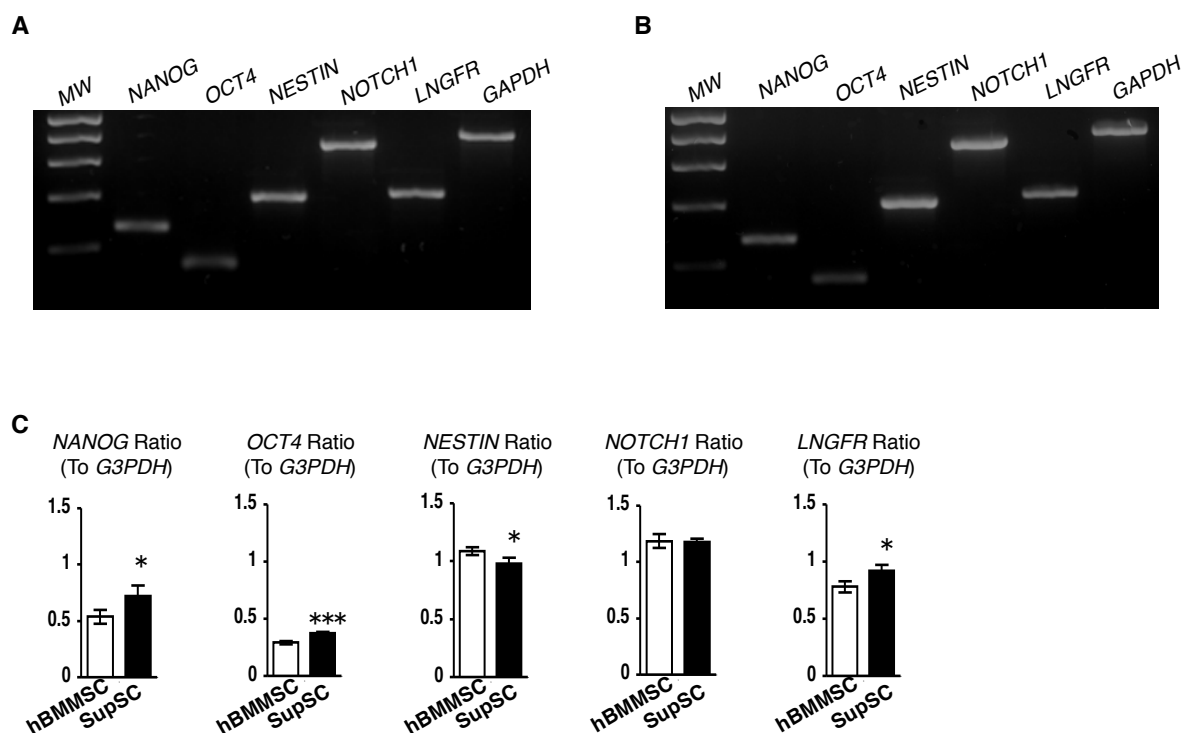 A
B
MW NANOG OCT4 NESTIN NOTCH1 LNGFR GAPDH
MW NANOG OCT4 NESTIN NOTCH1 LNGFR GAPDH
C
NANOG Ratio
(To G3PDH)
1.5
1
0.5
0
*
hBMMSC
SupSC
OCT4 Ratio
(To G3PDH)
1.5
1
0.5
0
***
hBMMSC
SupSC
NESTIN Ratio
(To G3PDH)
1.5
1
0.5
0
*
hBMMSC
SupSC
NOTCH1 Ratio
(To G3PDH)
1.5
1
0.5
0
hBMMSC
SupSC
LNGFR Ratio
(To G3PDH)
1.5
1
0.5
0
*
hBMMSC
SupSC